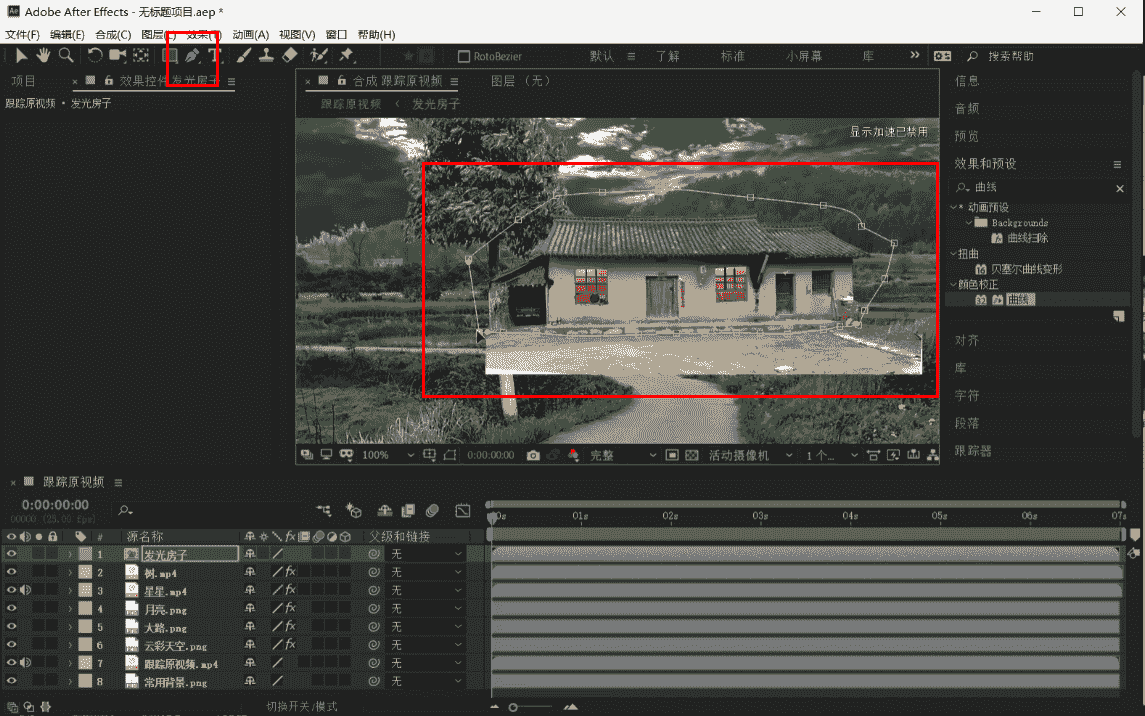 Adobe After Effects - 无标题项目.aep *
文件(F) 编辑(E) 合成(C) 图层(L) 效果(T) 动画(A) 视图(V) 窗口 帮助(H)
RotoBezier 默认 了解 标准 小屏幕 库 搜索帮助
项目 效果控件 发光房子
跟踪原视频 • 发光房子
合成 跟踪原视频 图层 (无)
跟踪原视频 发光房子
显示加速已禁用
信息
音频
预览
效果和预设
曲线
* 动画预设
Backgrounds
曲线扫除
扭曲
贝塞尔曲线变形
颜色校正
曲线
对齐
库
字符
段落
跟踪器
100% 0:00:00:00 完整 活动摄像机 1 个...
跟踪原视频
0:00:00:00
00000 (25.00 fps)
0s 01s 02s 03s 04s 05s 06s 07s
# 源名称 父级和链接
1 发光房子 无
2 树.mp4 无
3 星星.mp4 无
4 月亮.png 无
5 大路.png 无
6 云彩天空.png 无
7 跟踪原视频.mp4 无
8 常用背景.png 无
切换开关/模式